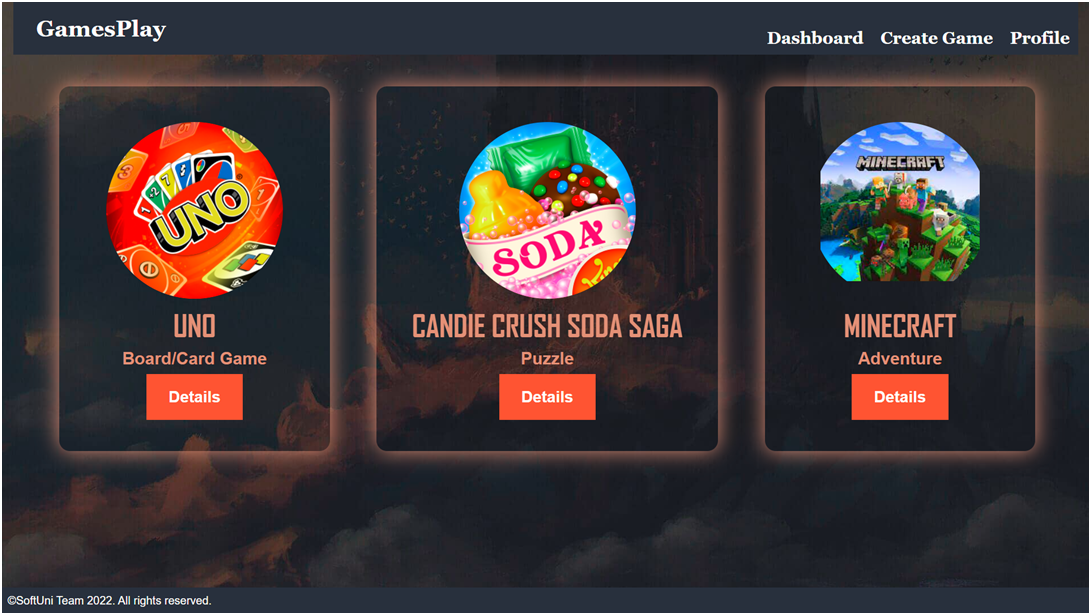 GamesPlay
Dashboard Create Game Profile
UNO
SODA
MINECRAFT
UNO
CANDIE CRUSH SODA SAGA
MINECRAFT
Board/Card Game
Puzzle
Adventure
Details
Details
Details
©SoftUni Team 2022. All rights reserved.